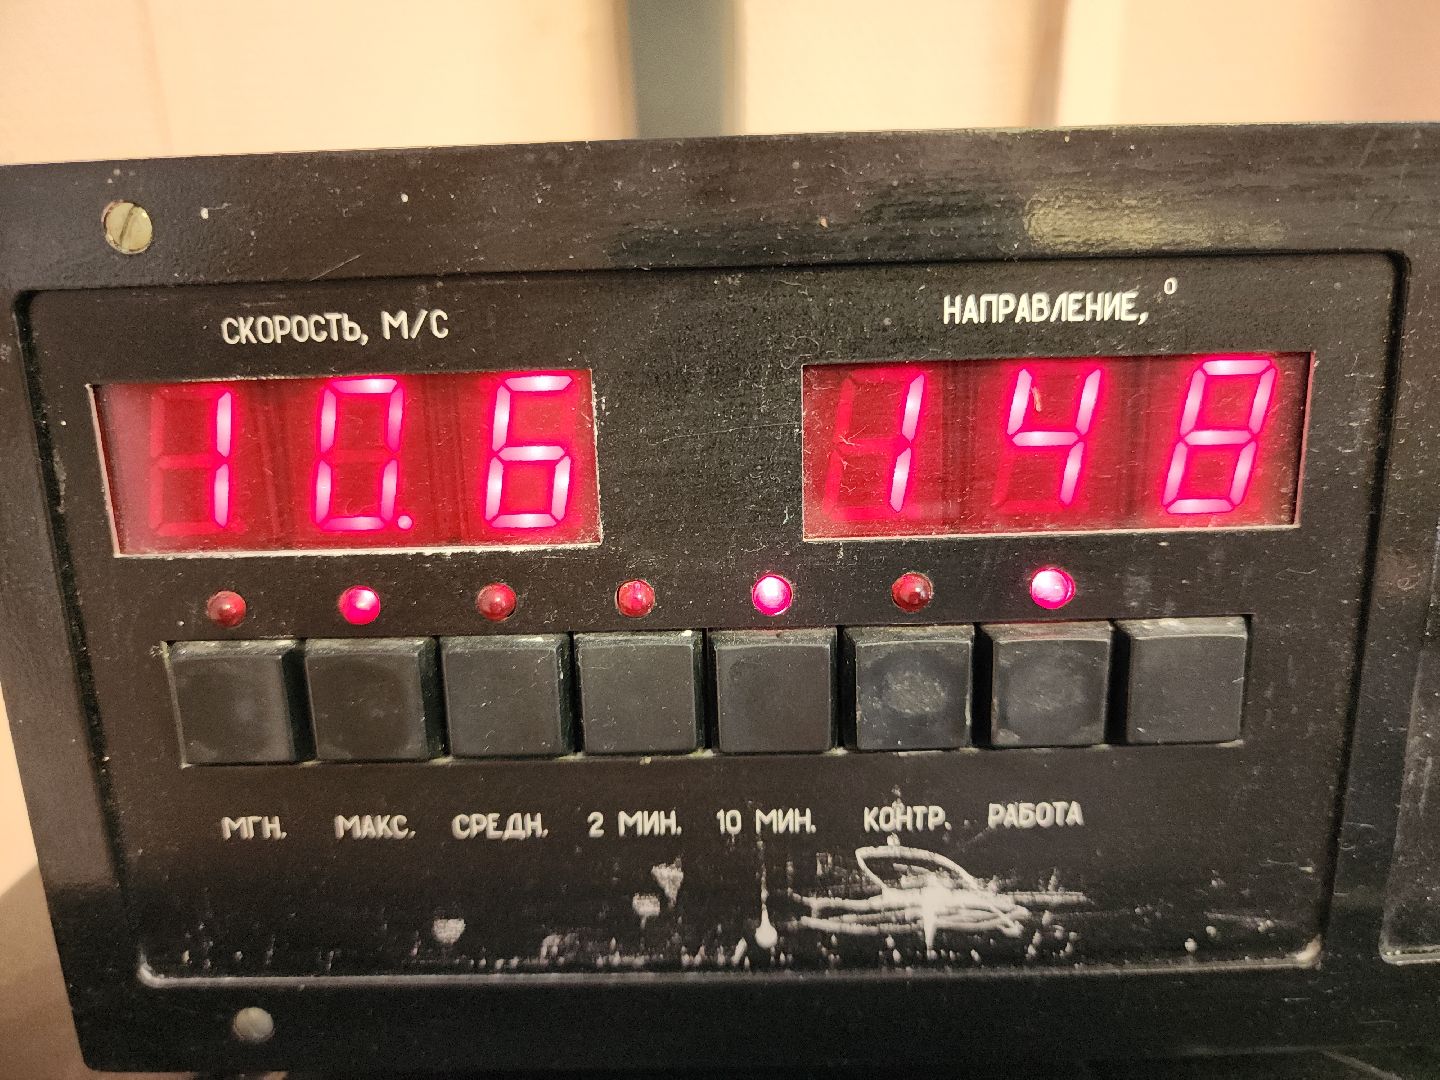 СКОРОСТЬ, М/С
НАПРАВЛЕНИЕ, °
10.6
148
МГН. МАКС. СРЕДН. 2 МИН. 10 МИН. КОНТР. РАБОТА